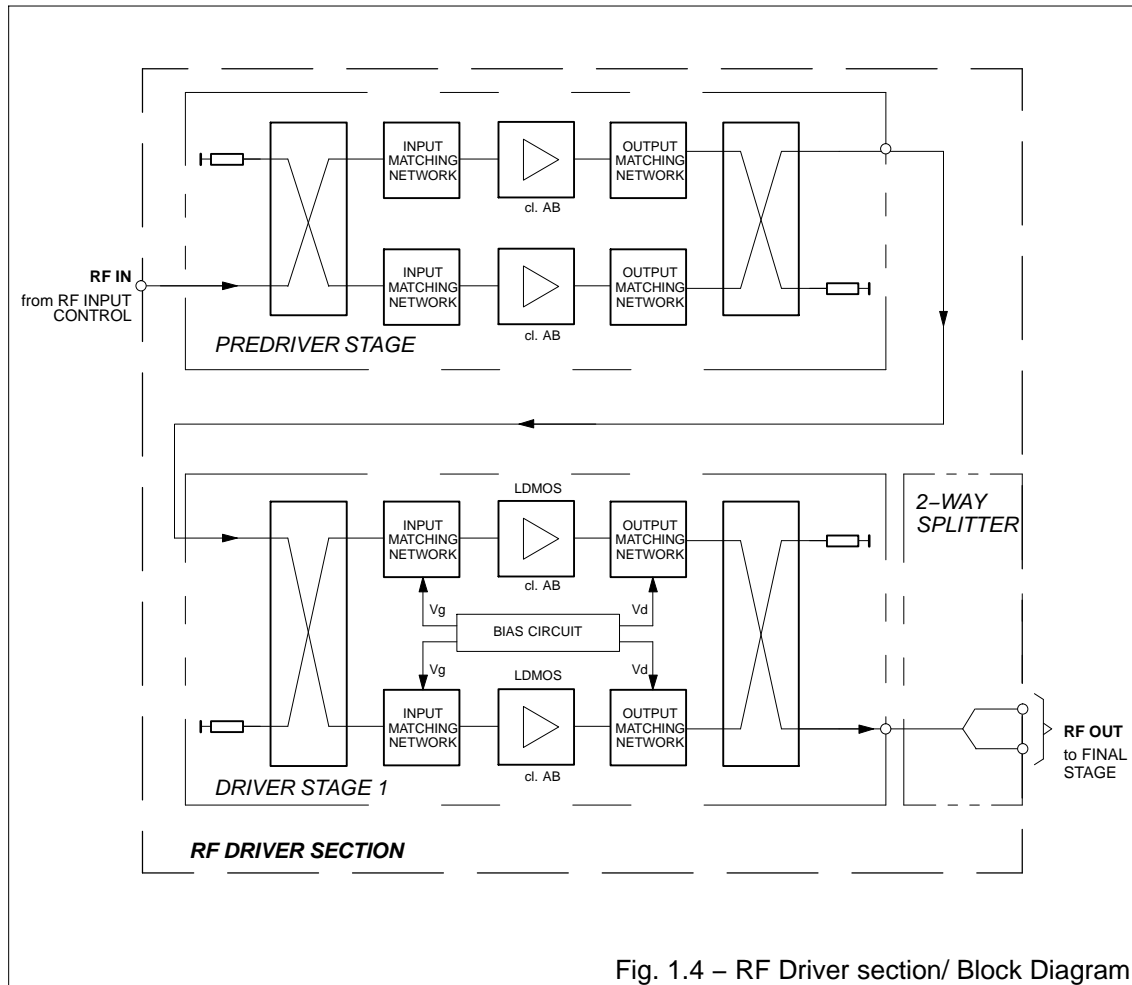 INPUT
MATCHING
NETWORK
cl. AB
OUTPUT
MATCHING
NETWORK
RF IN
from RF INPUT
CONTROL
INPUT
MATCHING
NETWORK
cl. AB
OUTPUT
MATCHING
NETWORK
PREDRIVER STAGE
INPUT
MATCHING
NETWORK
LDMOS
cl. AB
OUTPUT
MATCHING
NETWORK
2–WAY
SPLITTER
Vg
Vd
BIAS CIRCUIT
Vg
Vd
INPUT
MATCHING
NETWORK
LDMOS
cl. AB
OUTPUT
MATCHING
NETWORK
RF OUT
to FINAL
STAGE
DRIVER STAGE 1
RF DRIVER SECTION
Fig. 1.4 – RF Driver section/ Block Diagram